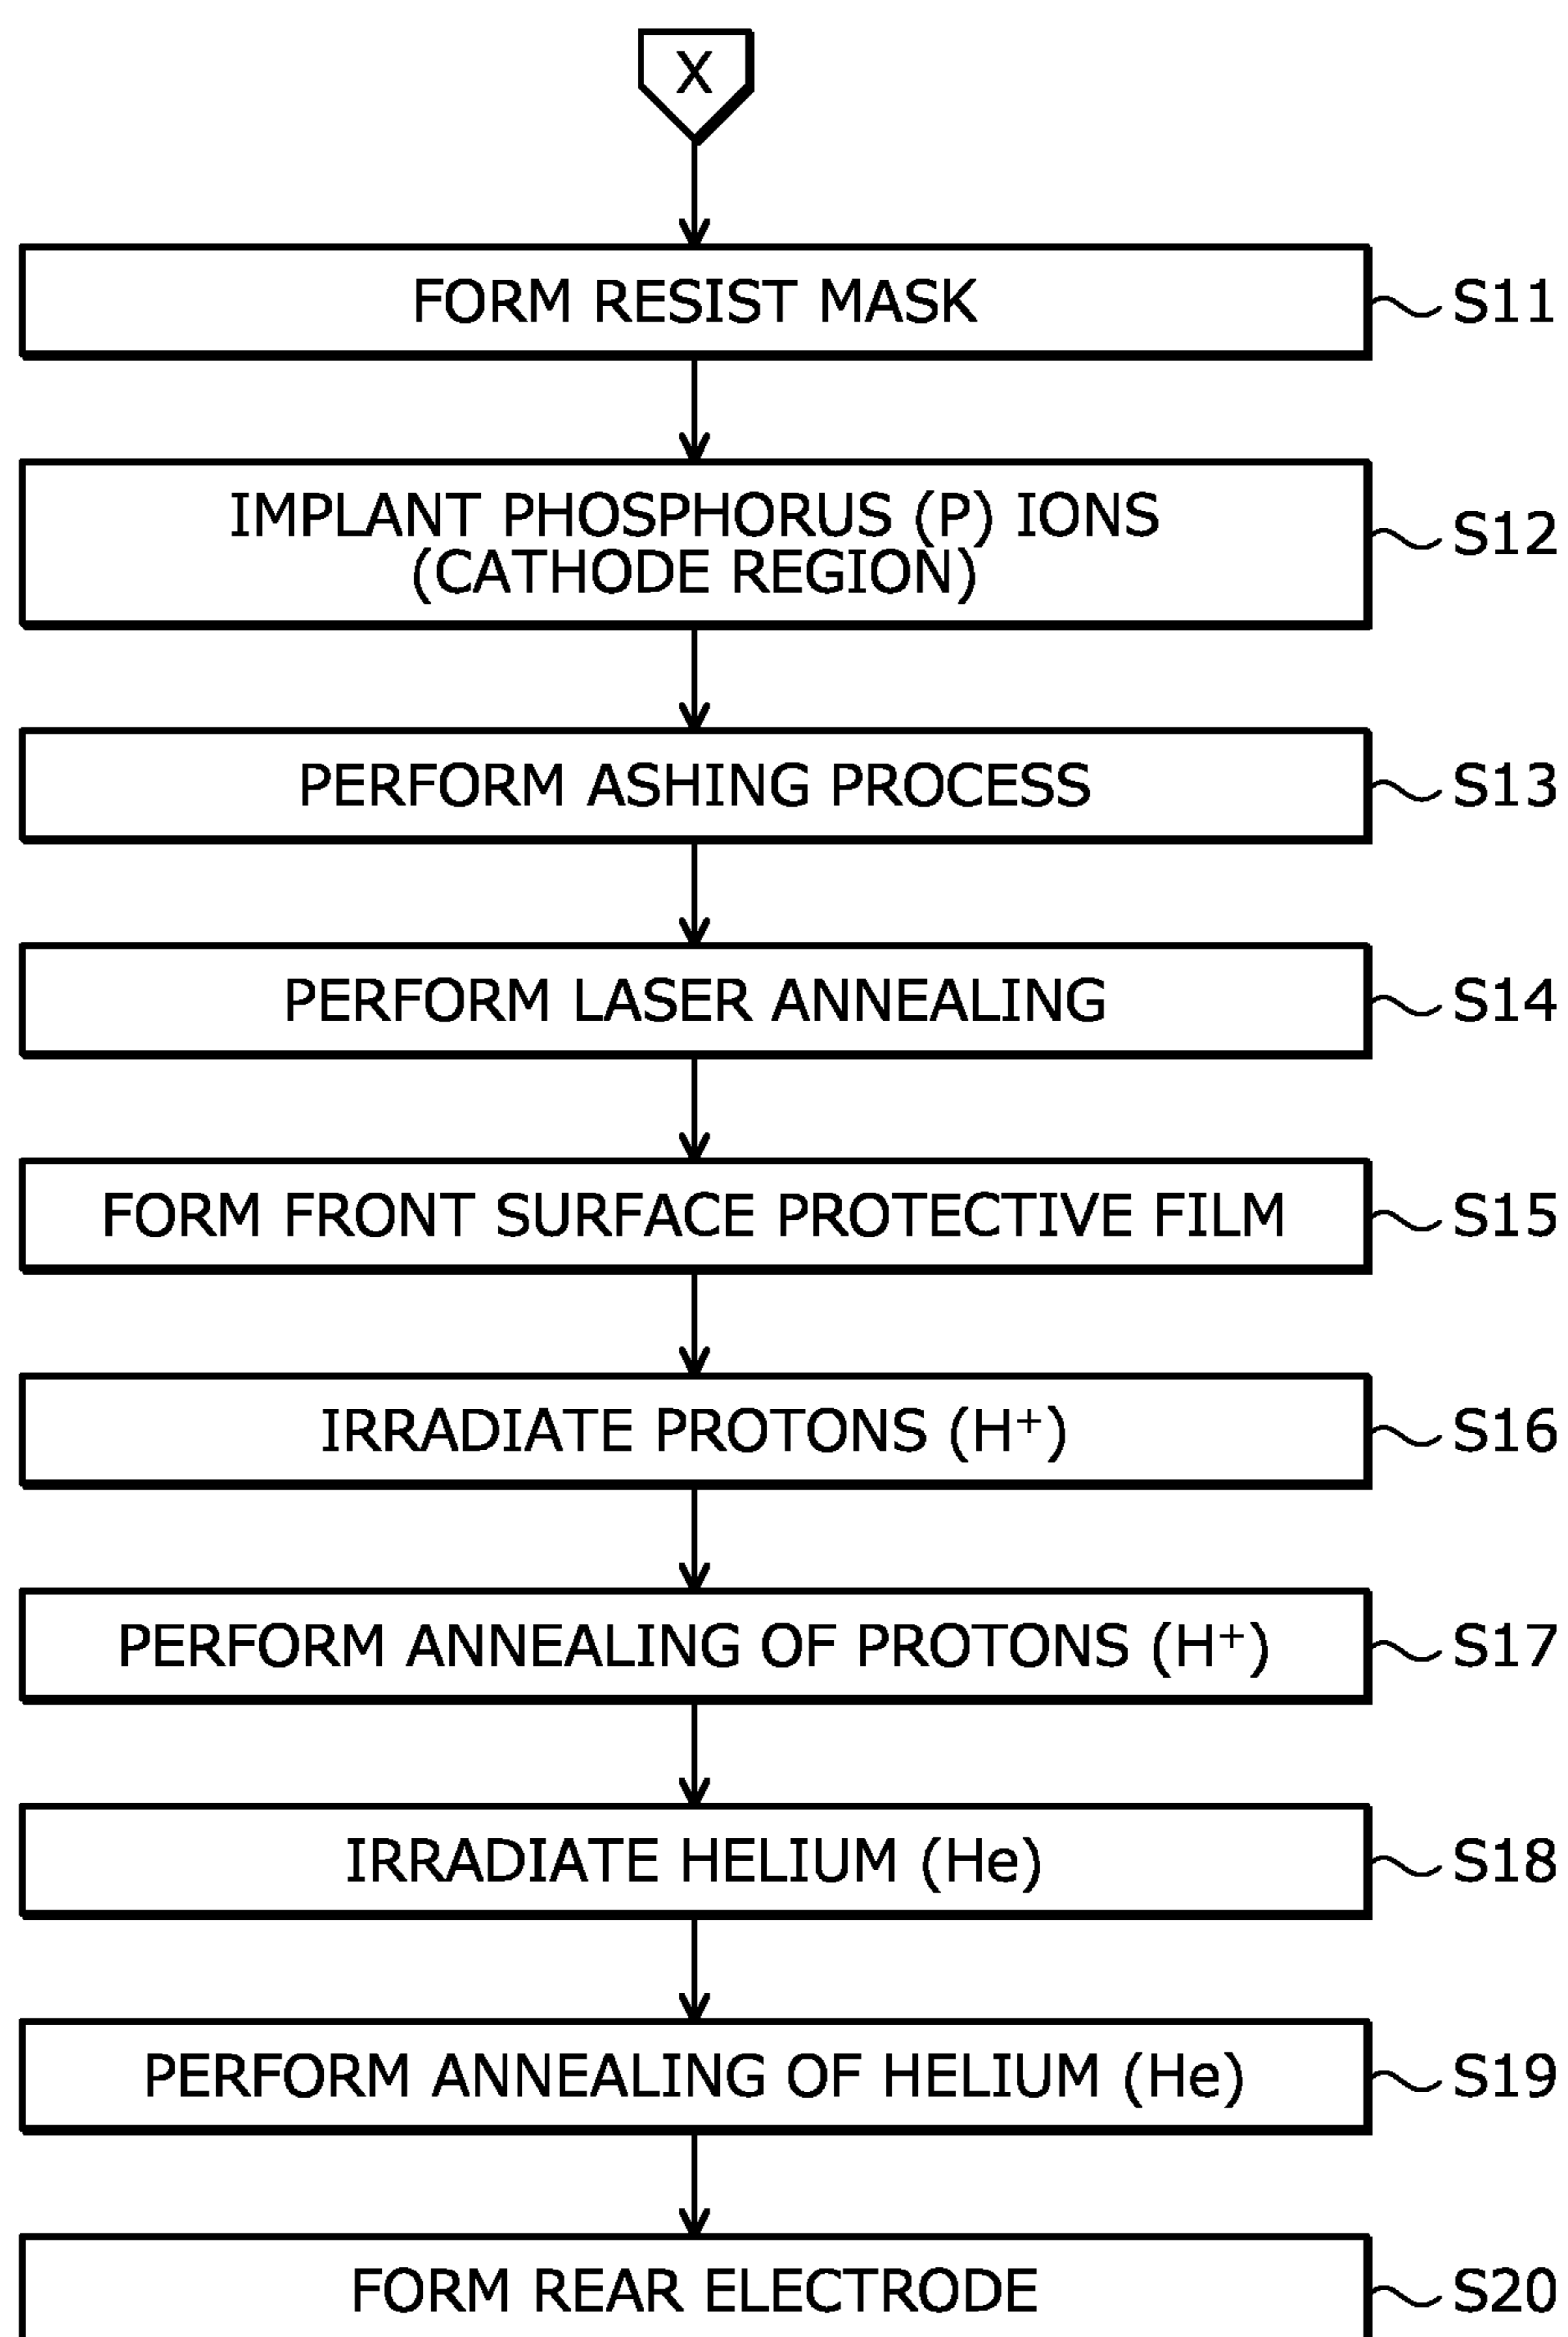 X
FORM RESIST MASK
S11
IMPLANT PHOSPHORUS (P) IONS
(CATHODE REGION)
S12
PERFORM ASHING PROCESS
S13
PERFORM LASER ANNEALING
S14
FORM FRONT SURFACE PROTECTIVE FILM
S15
IRRADIATE PROTONS (H⁺)
S16
PERFORM ANNEALING OF PROTONS (H⁺)
S17
IRRADIATE HELIUM (He)
S18
PERFORM ANNEALING OF HELIUM (He)
S19
FORM REAR ELECTRODE
S20